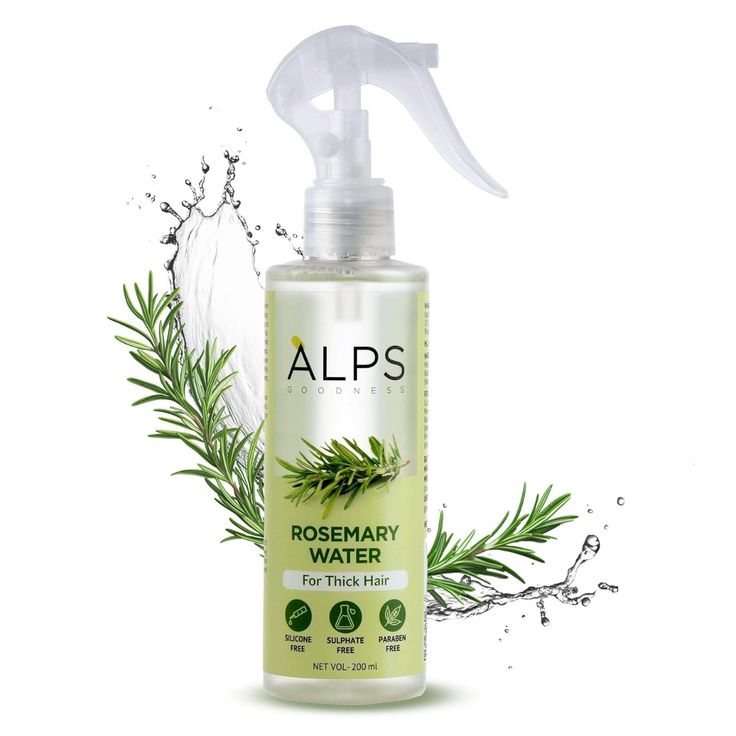 ALPS
GOODNESS
ROSEMARY
WATER
For Thick Hair
SILICONE
FREE
SULPHATE
FREE
PARABEN
FREE
NET VOL- 200 ml